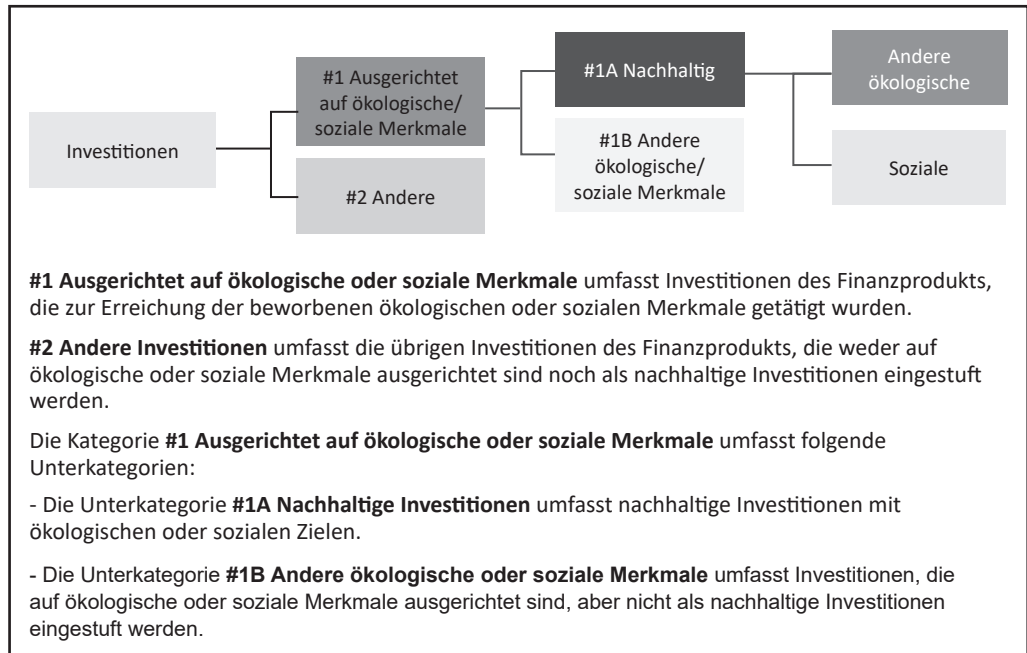 #1 Ausgerichtet
auf ökologische/
soziale Merkmale
#1A Nachhaltig
Andere
ökologische
Investitionen
#2 Andere
#1B Andere
ökologische/
soziale Merkmale
Soziale
#1 Ausgerichtet auf ökologische oder soziale Merkmale umfasst Investitionen des Finanzprodukts,
die zur Erreichung der beworbenen ökologischen oder sozialen Merkmale getätigt wurden.
#2 Andere Investitionen umfasst die übrigen Investitionen des Finanzprodukts, die weder auf
ökologische oder soziale Merkmale ausgerichtet sind noch als nachhaltige Investitionen eingestuft
werden.
Die Kategorie #1 Ausgerichtet auf ökologische oder soziale Merkmale umfasst folgende
Unterkategorien:
- Die Unterkategorie #1A Nachhaltige Investitionen umfasst nachhaltige Investitionen mit
ökologischen oder sozialen Zielen.
- Die Unterkategorie #1B Andere ökologische oder soziale Merkmale umfasst Investitionen, die
auf ökologische oder soziale Merkmale ausgerichtet sind, aber nicht als nachhaltige Investitionen
eingestuft werden.